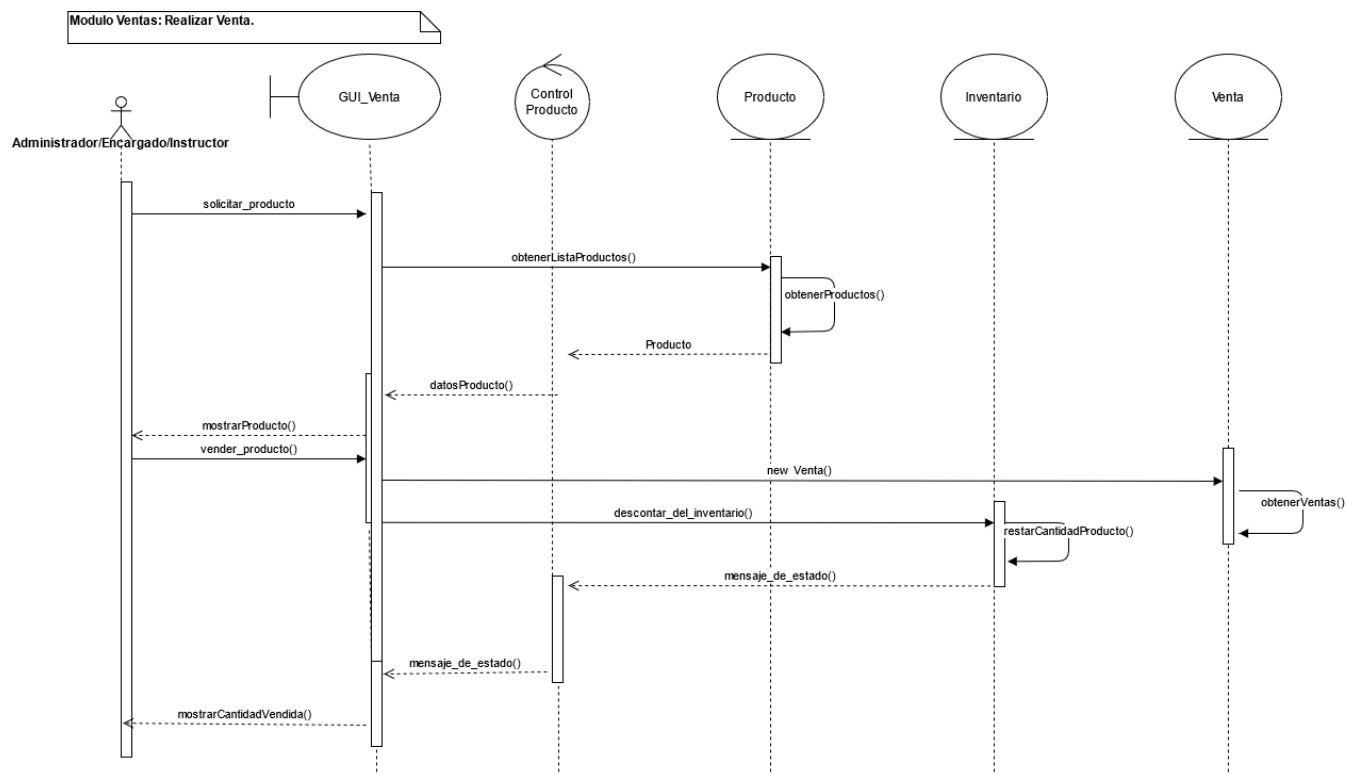 Modulo Ventas: Realizar Venta.
GUI_Venta
Control
Producto
Producto
Inventario
Venta
Administrador/Encargado/Instructor
solicitar_producto
obtenerListaProductos()
obtenerProductos()
Producto
datosProducto()
mostrarProducto()
vender_producto()
new Venta()
obtenerVentas()
descontar_del_inventario()
restarCantidadProducto()
mensaje_de_estado()
mensaje_de_estado()
mostrarCantidadVendida()